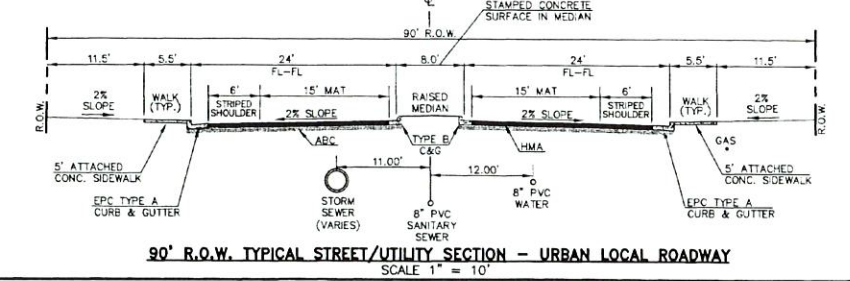 ℄
STAMPED CONCRETE
SURFACE IN MEDIAN
90' R.O.W.
11.5' 5.5' 24' 8.0' 24' 5.5' 11.5'
FL-FL FL-FL
6' 15' MAT 15' MAT 6'
2%
SLOPE
WALK
(TYP.)
STRIPED
SHOULDER
2% SLOPE
RAISED
MEDIAN
2% SLOPE
STRIPED
SHOULDER
WALK
(TYP.)
2%
SLOPE
R.O.W.
R.O.W.
ABC
TYPE B
C&G
HMA
GAS
5' ATTACHED
CONC. SIDEWALK
5' ATTACHED
CONC. SIDEWALK
11.00'
12.00'
EPC TYPE A
CURB & GUTTER
STORM
SEWER
(VARIES)
8" PVC
SANITARY
SEWER
8" PVC
WATER
EPC TYPE A
CURB & GUTTER
90' R.O.W. TYPICAL STREET/UTILITY SECTION - URBAN LOCAL ROADWAY
SCALE 1" = 10'